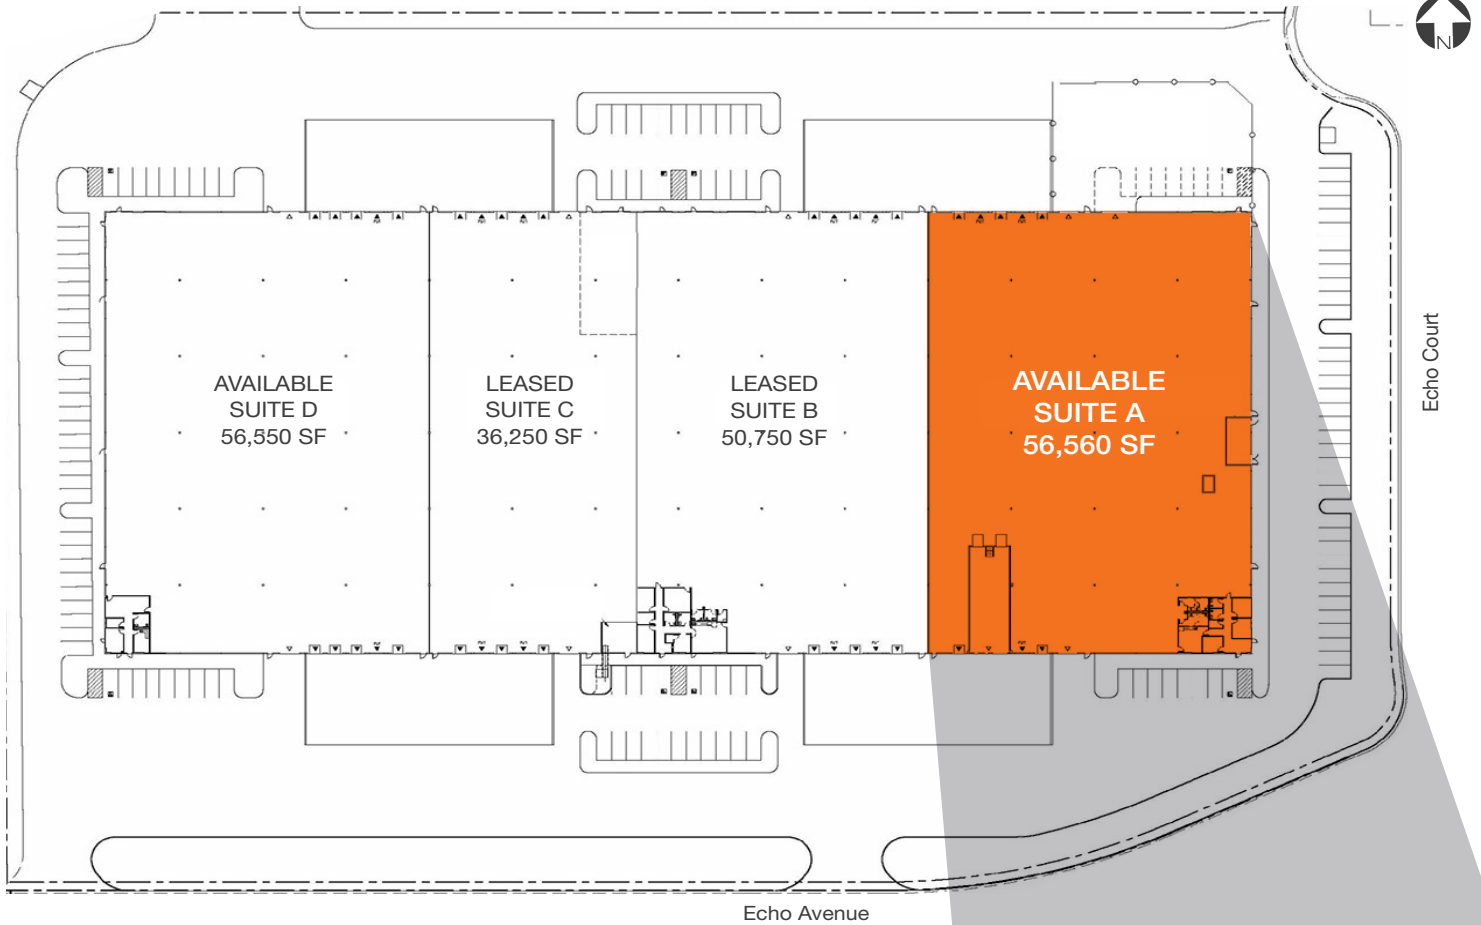 N
AVAILABLE
SUITE D
56,550 SF
LEASED
SUITE C
36,250 SF
LEASED
SUITE B
50,750 SF
AVAILABLE
SUITE A
56,560 SF
Echo Court
Echo Avenue